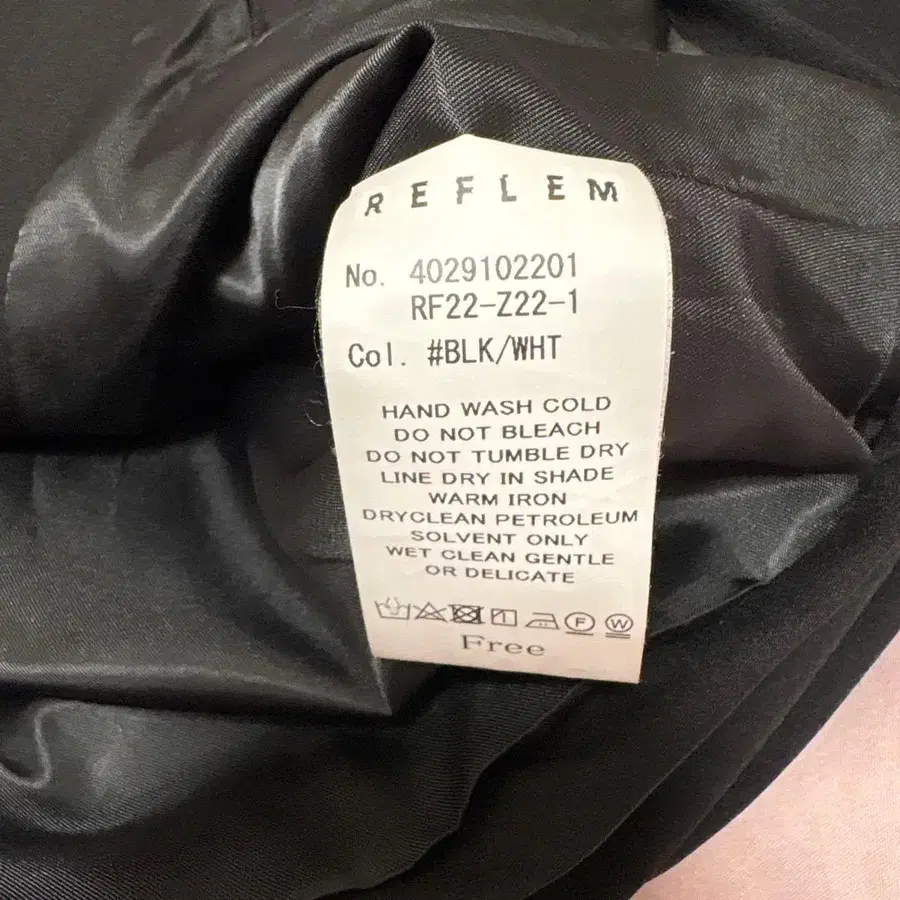 REFLEM
No. 4029102201
RF22-Z22-1
Col. #BLK/WHT
HAND WASH COLD
DO NOT BLEACH
DO NOT TUMBLE DRY
LINE DRY IN SHADE
WARM IRON
DRYCLEAN PETROLEUM
SOLVENT ONLY
WET CLEAN GENTLE
OR DELICATE
F W
Free